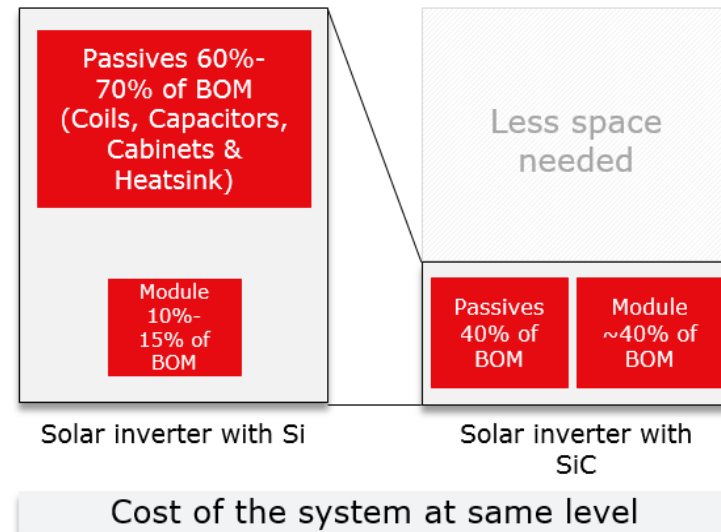 Passives 60%-
70% of BOM
(Coils, Capacitors,
Cabinets &
Heatsink)
Module
10%-
15% of
BOM
Solar inverter with Si
Less space
needed
Passives
40% of
BOM
Module
~40% of
BOM
Solar inverter with
SiC
Cost of the system at same level